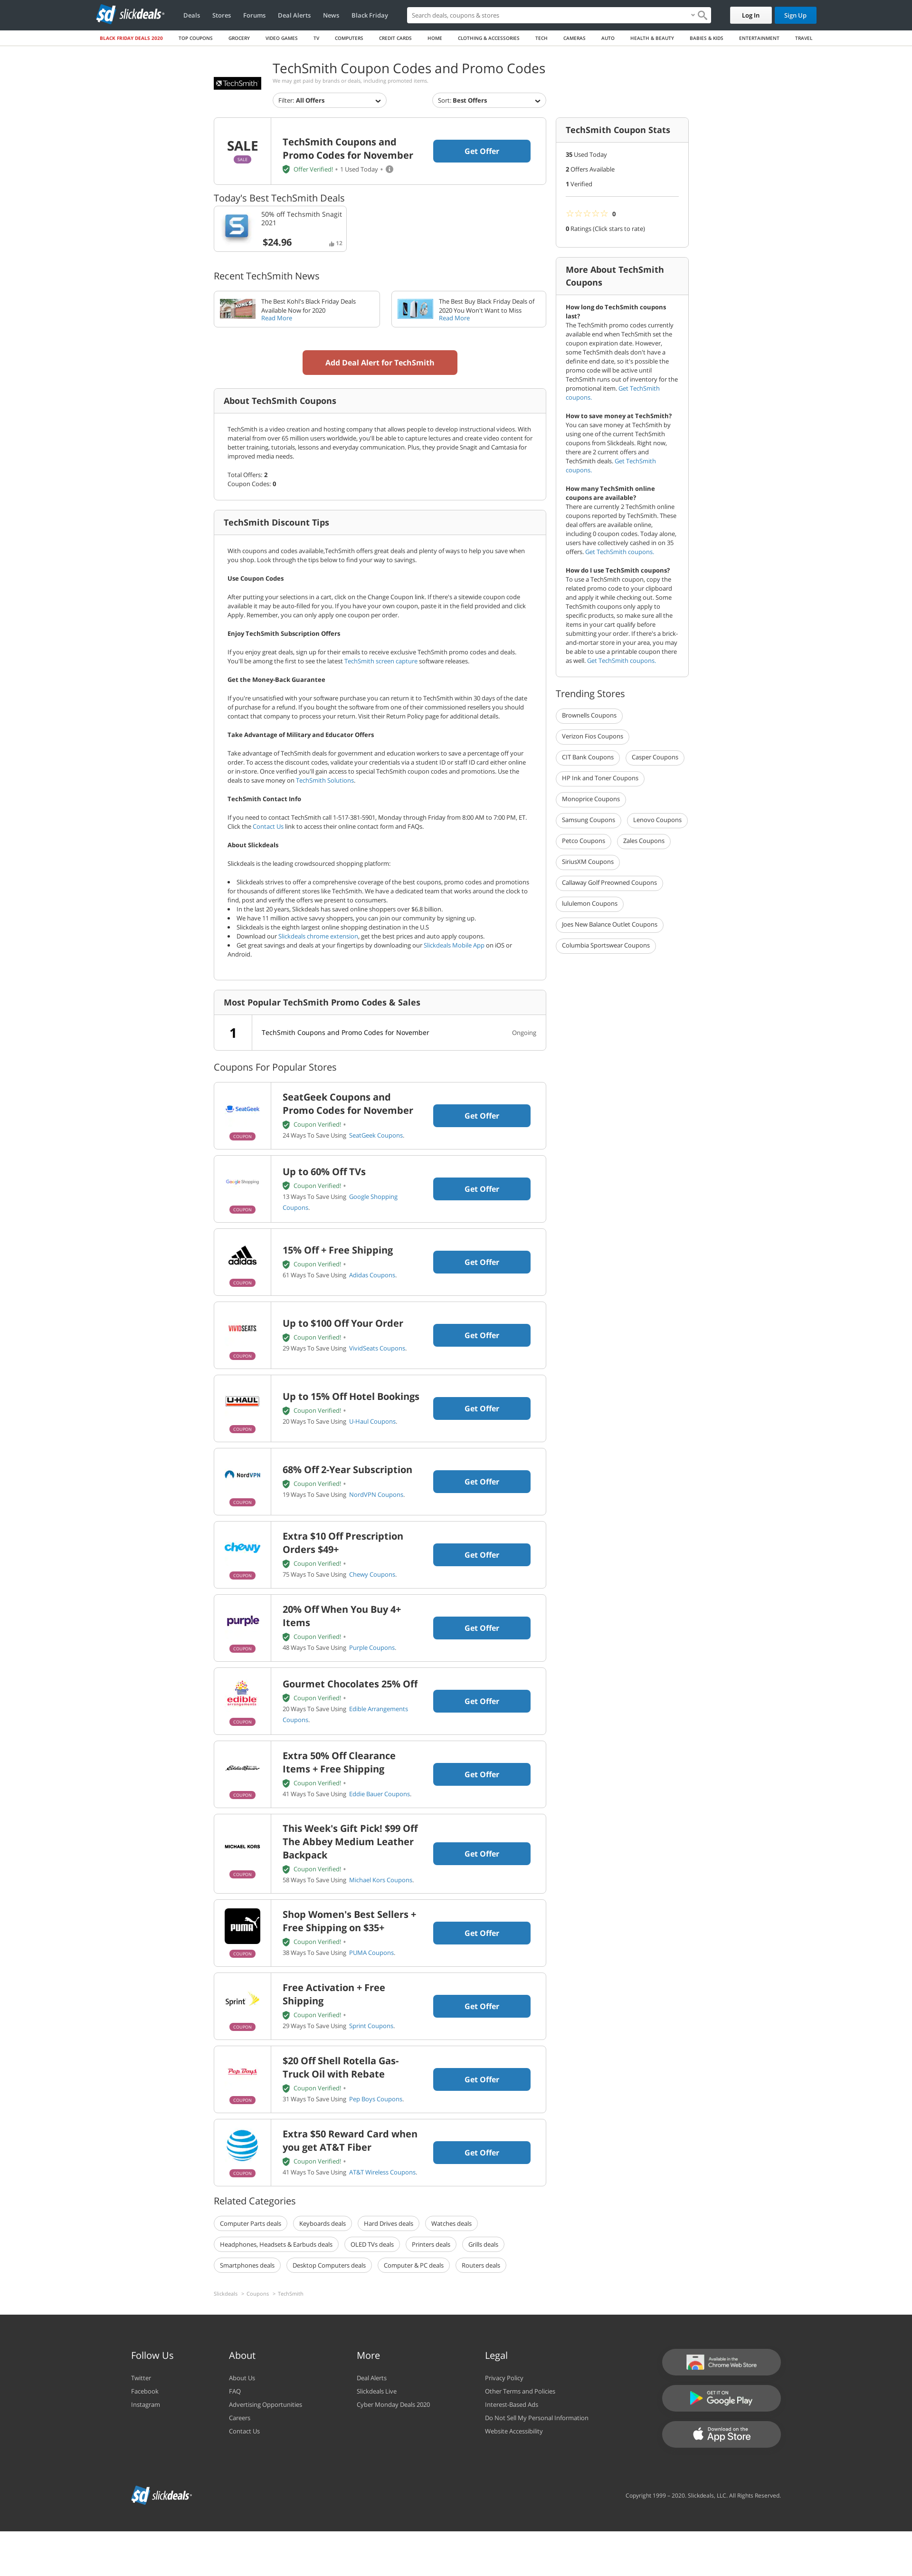 slickdeals
Deals Stores Forums Deal Alerts News Black Friday
Search deals, coupons & stores
Log In
Sign Up
BLACK FRIDAY DEALS 2020 TOP COUPONS GROCERY VIDEO GAMES TV COMPUTERS CREDIT CARDS HOME CLOTHING & ACCESSORIES TECH CAMERAS AUTO HEALTH & BEAUTY BABIES & KIDS ENTERTAINMENT TRAVEL
TechSmith
TechSmith Coupon Codes and Promo Codes
We may get paid by brands or deals, including promoted items.
Filter: All Offers
Sort: Best Offers
SALE
SALE
TechSmith Coupons and
Promo Codes for November
Offer Verified! • 1 Used Today •
Get Offer
Today's Best TechSmith Deals
50% off Techsmith Snagit
2021
$24.96
12
Recent TechSmith News
The Best Kohl's Black Friday Deals
Available Now for 2020
Read More
The Best Buy Black Friday Deals of
2020 You Won't Want to Miss
Read More
Add Deal Alert for TechSmith
About TechSmith Coupons
TechSmith is a video creation and hosting company that allows people to develop instructional videos. With
material from over 65 million users worldwide, you'll be able to capture lectures and create video content for
better training, tutorials, lessons and everyday communication. Plus, they provide Snagit and Camtasia for
improved media needs.
Total Offers: 2
Coupon Codes: 0
TechSmith Discount Tips
With coupons and codes available,TechSmith offers great deals and plenty of ways to help you save when
you shop. Look through the tips below to find your way to savings.
Use Coupon Codes
After putting your selections in a cart, click on the Change Coupon link. If there's a sitewide coupon code
available it may be auto-filled for you. If you have your own coupon, paste it in the field provided and click
Apply. Remember, you can only apply one coupon per order.
Enjoy TechSmith Subscription Offers
If you enjoy great deals, sign up for their emails to receive exclusive TechSmith promo codes and deals.
You'll be among the first to see the latest TechSmith screen capture software releases.
Get the Money-Back Guarantee
If you're unsatisfied with your software purchase you can return it to TechSmith within 30 days of the date
of purchase for a refund. If you bought the software from one of their commissioned resellers you should
contact that company to process your return. Visit their Return Policy page for additional details.
Take Advantage of Military and Educator Offers
Take advantage of TechSmith deals for government and education workers to save a percentage off your
order. To access the discount codes, validate your credentials via a student ID or staff ID card either online
or in-store. Once verified you'll gain access to special TechSmith coupon codes and promotions. Use the
deals to save money on TechSmith Solutions.
TechSmith Contact Info
If you need to contact TechSmith call 1-517-381-5901, Monday through Friday from 8:00 AM to 7:00 PM, ET.
Click the Contact Us link to access their online contact form and FAQs.
About Slickdeals
Slickdeals is the leading crowdsourced shopping platform:
• Slickdeals strives to offer a comprehensive coverage of the best coupons, promo codes and promotions
for thousands of different stores like TechSmith. We have a dedicated team that works around the clock to
find, post and verify the offers we present to consumers.
• In the last 20 years, Slickdeals has saved online shoppers over $6.8 billion.
• We have 11 million active savvy shoppers, you can join our community by signing up.
• Slickdeals is the eighth largest online shopping destination in the U.S
• Download our Slickdeals chrome extension, get the best prices and auto apply coupons.
• Get great savings and deals at your fingertips by downloading our Slickdeals Mobile App on iOS or
Android.
Most Popular TechSmith Promo Codes & Sales
1 TechSmith Coupons and Promo Codes for November Ongoing
TechSmith Coupon Stats
35 Used Today
2 Offers Available
1 Verified
0
0 Ratings (Click stars to rate)
More About TechSmith
Coupons
How long do TechSmith coupons
last?
The TechSmith promo codes currently
available end when TechSmith set the
coupon expiration date. However,
some TechSmith deals don't have a
definite end date, so it's possible the
promo code will be active until
TechSmith runs out of inventory for the
promotional item. Get TechSmith
coupons.
How to save money at TechSmith?
You can save money at TechSmith by
using one of the current TechSmith
coupons from Slickdeals. Right now,
there are 2 current offers and
TechSmith deals. Get TechSmith
coupons.
How many TechSmith online
coupons are available?
There are currently 2 TechSmith online
coupons reported by TechSmith. These
deal offers are available online,
including 0 coupon codes. Today alone,
users have collectively cashed in on 35
offers. Get TechSmith coupons.
How do I use TechSmith coupons?
To use a TechSmith coupon, copy the
related promo code to your clipboard
and apply it while checking out. Some
TechSmith coupons only apply to
specific products, so make sure all the
items in your cart qualify before
submitting your order. If there's a brick-
and-mortar store in your area, you may
be able to use a printable coupon there
as well. Get TechSmith coupons.
Trending Stores
Brownells Coupons
Verizon Fios Coupons
CIT Bank Coupons Casper Coupons
HP Ink and Toner Coupons
Monoprice Coupons
Samsung Coupons Lenovo Coupons
Petco Coupons Zales Coupons
SiriusXM Coupons
Callaway Golf Preowned Coupons
lululemon Coupons
Joes New Balance Outlet Coupons
Columbia Sportswear Coupons
Coupons For Popular Stores
SeatGeek
COUPON
SeatGeek Coupons and
Promo Codes for November
Coupon Verified! •
24 Ways To Save Using SeatGeek Coupons.
Get Offer
Google Shopping
COUPON
Up to 60% Off TVs
Coupon Verified! •
13 Ways To Save Using Google Shopping
Coupons.
Get Offer
adidas
COUPON
15% Off + Free Shipping
Coupon Verified! •
61 Ways To Save Using Adidas Coupons.
Get Offer
VIVIDSEATS
COUPON
Up to $100 Off Your Order
Coupon Verified! •
29 Ways To Save Using VividSeats Coupons.
Get Offer
U-HAUL
COUPON
Up to 15% Off Hotel Bookings
Coupon Verified! •
20 Ways To Save Using U-Haul Coupons.
Get Offer
NordVPN
COUPON
68% Off 2-Year Subscription
Coupon Verified! •
19 Ways To Save Using NordVPN Coupons.
Get Offer
chewy
COUPON
Extra $10 Off Prescription
Orders $49+
Coupon Verified! •
75 Ways To Save Using Chewy Coupons.
Get Offer
purple
COUPON
20% Off When You Buy 4+
Items
Coupon Verified! •
48 Ways To Save Using Purple Coupons.
Get Offer
edible
arrangements
COUPON
Gourmet Chocolates 25% Off
Coupon Verified! •
20 Ways To Save Using Edible Arrangements
Coupons.
Get Offer
Eddie Bauer
COUPON
Extra 50% Off Clearance
Items + Free Shipping
Coupon Verified! •
41 Ways To Save Using Eddie Bauer Coupons.
Get Offer
MICHAEL KORS
COUPON
This Week's Gift Pick! $99 Off
The Abbey Medium Leather
Backpack
Coupon Verified! •
58 Ways To Save Using Michael Kors Coupons.
Get Offer
PUMA
COUPON
Shop Women's Best Sellers +
Free Shipping on $35+
Coupon Verified! •
38 Ways To Save Using PUMA Coupons.
Get Offer
Sprint
COUPON
Free Activation + Free
Shipping
Coupon Verified! •
29 Ways To Save Using Sprint Coupons.
Get Offer
Pep Boys
COUPON
$20 Off Shell Rotella Gas-
Truck Oil with Rebate
Coupon Verified! •
31 Ways To Save Using Pep Boys Coupons.
Get Offer
COUPON
Extra $50 Reward Card when
you get AT&T Fiber
Coupon Verified! •
41 Ways To Save Using AT&T Wireless Coupons.
Get Offer
Related Categories
Computer Parts deals Keyboards deals Hard Drives deals Watches deals
Headphones, Headsets & Earbuds deals OLED TVs deals Printers deals Grills deals
Smartphones deals Desktop Computers deals Computer & PC deals Routers deals
Slickdeals > Coupons > TechSmith
Follow Us
Twitter
Facebook
Instagram
About
About Us
FAQ
Advertising Opportunities
Careers
Contact Us
More
Deal Alerts
Slickdeals Live
Cyber Monday Deals 2020
Legal
Privacy Policy
Other Terms and Policies
Interest-Based Ads
Do Not Sell My Personal Information
Website Accessibility
Available in the
Chrome Web Store
GET IT ON
Google Play
Download on the
App Store
slickdeals
Copyright 1999 – 2020. Slickdeals, LLC. All Rights Reserved.